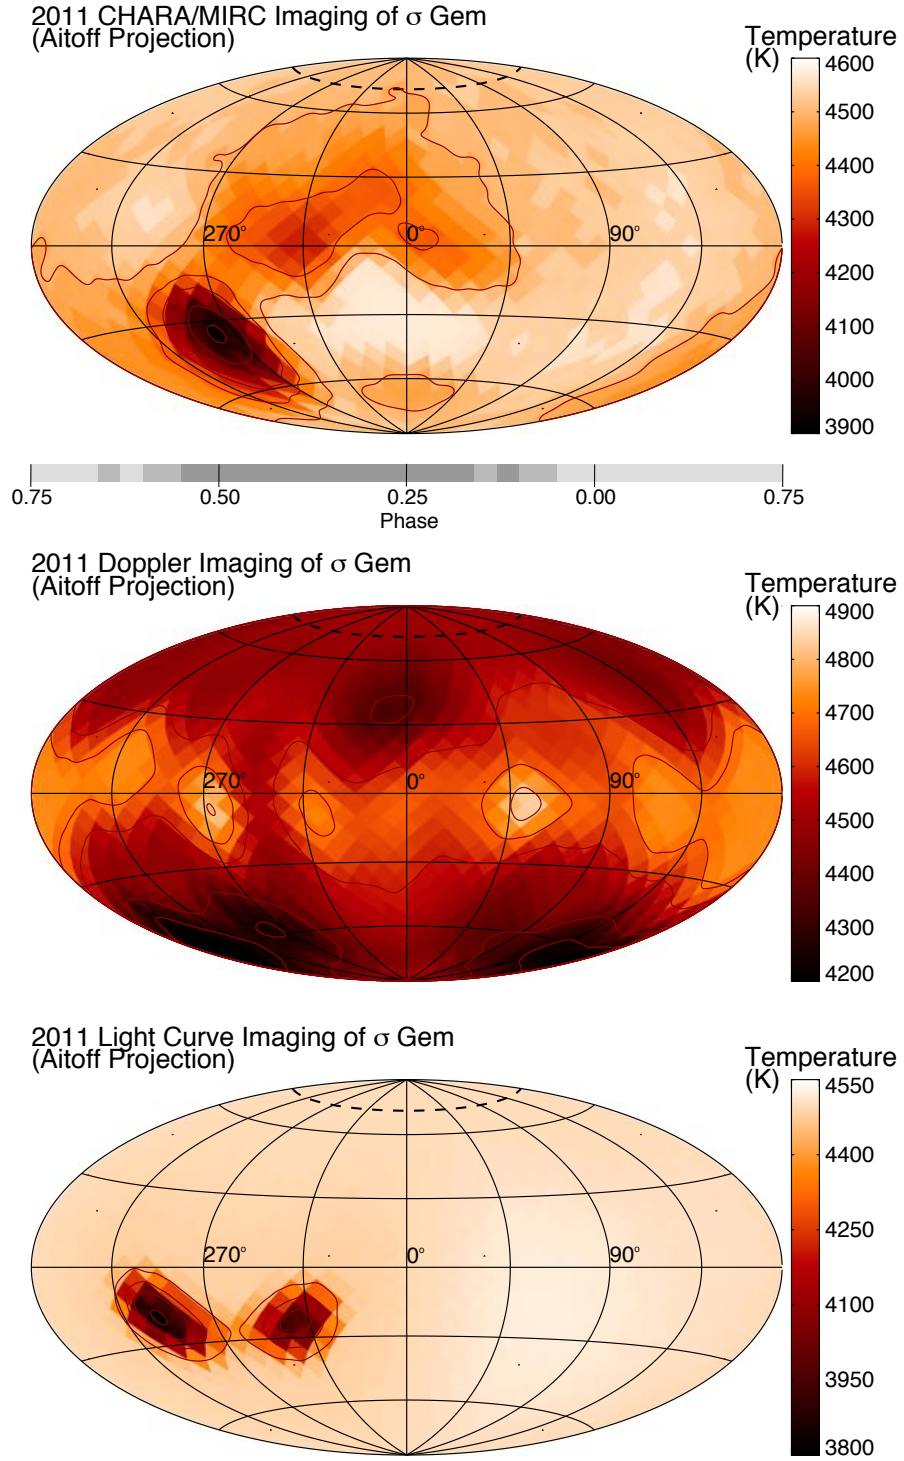 2011 CHARA/MIRC Imaging of σ Gem
(Aitoff Projection)
Temperature
(K)
4600
4500
4400
4300
4200
4100
4000
3900
270°
0°
90°
0.75
0.50
0.25
0.00
0.75
Phase
2011 Doppler Imaging of σ Gem
(Aitoff Projection)
Temperature
(K)
4900
4800
4700
4600
4500
4400
4300
4200
270°
0°
90°
2011 Light Curve Imaging of σ Gem
(Aitoff Projection)
Temperature
(K)
4550
4400
4250
4100
3950
3800
270°
0°
90°